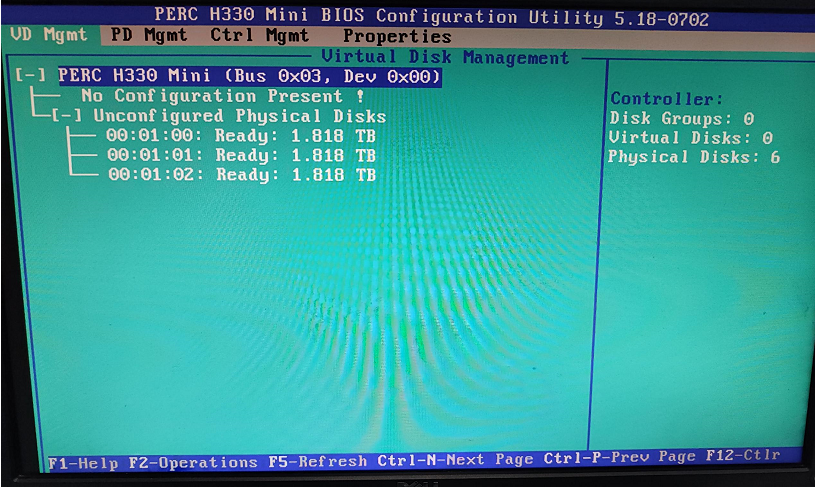 PERC H330 Mini BIOS Configuration Utility 5.18-0702
VD Mgmt PD Mgmt Ctrl Mgmt Properties
Virtual Disk Management
[-] PERC H330 Mini (Bus 0x03, Dev 0x00)
No Configuration Present !
[-] Unconfigured Physical Disks
00:01:00: Ready: 1.818 TB
00:01:01: Ready: 1.818 TB
00:01:02: Ready: 1.818 TB
Controller:
Disk Groups: 0
Virtual Disks: 0
Physical Disks: 6
F1-Help F2-Operations F5-Refresh Ctrl-N-Next Page Ctrl-P-Prev Page F12-Ctlr